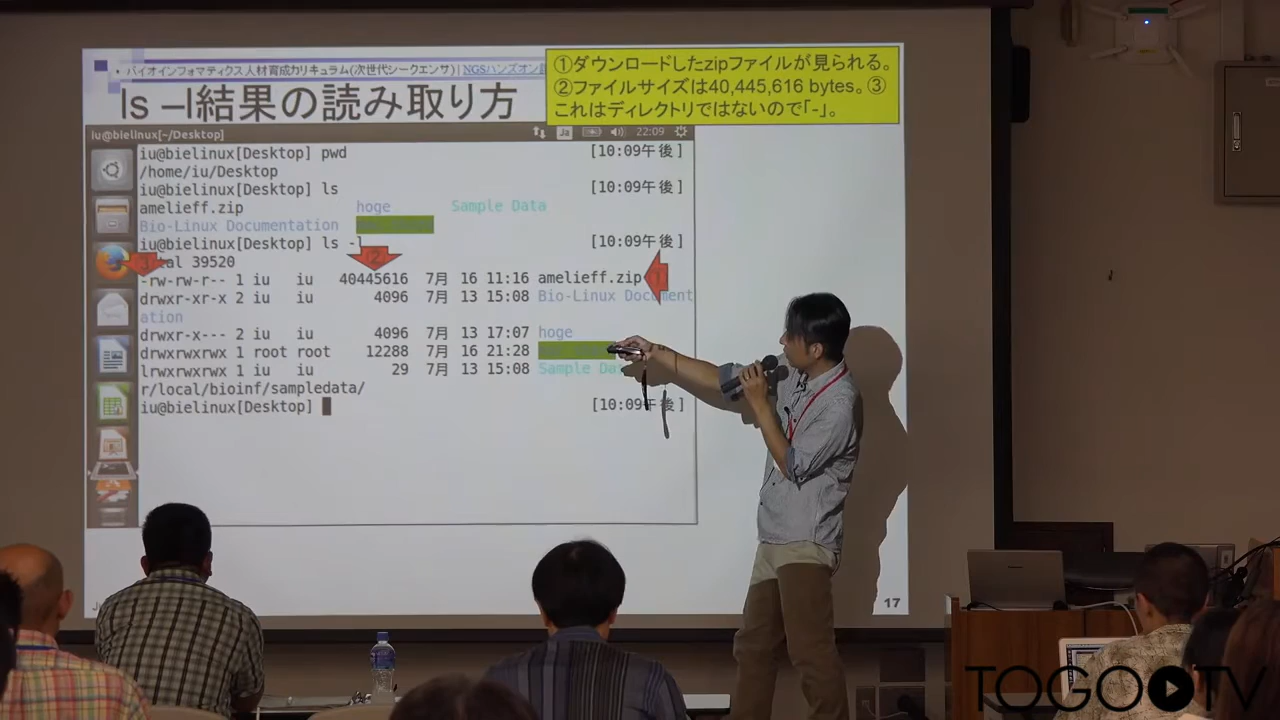 ・バイオインフォマティクス人材育成カリキュラム(次世代シークエンサ) | NGSハンズオン
ls –l結果の読み取り方
①ダウンロードしたzipファイルが見られる。
②ファイルサイズは40,445,616 bytes。③
これはディレクトリではないので「-」。
iu@bielinux[~/Desktop]
Ja
22:09
iu@bielinux[Desktop] pwd [10:09午後]
/home/iu/Desktop
iu@bielinux[Desktop] ls [10:09午後]
amelieff.zip hoge Sample Data
Bio-Linux Documentation
iu@bielinux[Desktop] ls -l [10:09午後]
②
③
al 39520
-rw-rw-r-- 1 iu iu 40445616 7月 16 11:16 amelieff.zip
①
drwxr-xr-x 2 iu iu 4096 7月 13 15:08 Bio-Linux Document
ation
drwxr-x--- 2 iu iu 4096 7月 13 17:07 hoge
drwxrwxrwx 1 root root 12288 7月 16 21:28
lrwxrwxrwx 1 iu iu 29 7月 13 15:08 Sample Da
r/local/bioinf/sampledata/
iu@bielinux[Desktop] [10:09午後]
17
TOGOTV